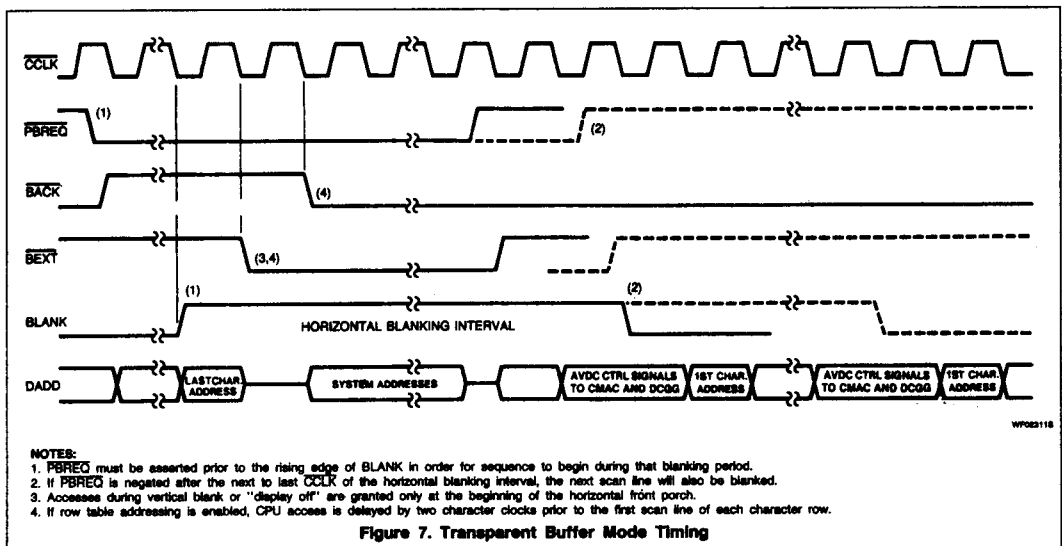 CCLK
PBREQ
(1)
(2)
BACK
(4)
BEXT
(3,4)
BLANK
(1)
HORIZONTAL BLANKING INTERVAL
(2)
DADD
LAST CHAR. ADDRESS
SYSTEM ADDRESSES
AVDC CTRL SIGNALS TO CMAC AND DCGG
1ST CHAR. ADDRESS
AVDC CTRL SIGNALS TO CMAC AND DCGG
1ST CHAR. ADDRESS
WF02311S
NOTES:
1. PBREQ must be asserted prior to the rising edge of BLANK in order for sequence to begin during that blanking period.
2. If PBREQ is negated after the next to last CCLK of the horizontal blanking interval, the next scan line will also be blanked.
3. Accesses during vertical blank or "display off" are granted only at the beginning of the horizontal front porch.
4. If row table addressing is enabled, CPU access is delayed by two character clocks prior to the first scan line of each character row.
Figure 7. Transparent Buffer Mode Timing